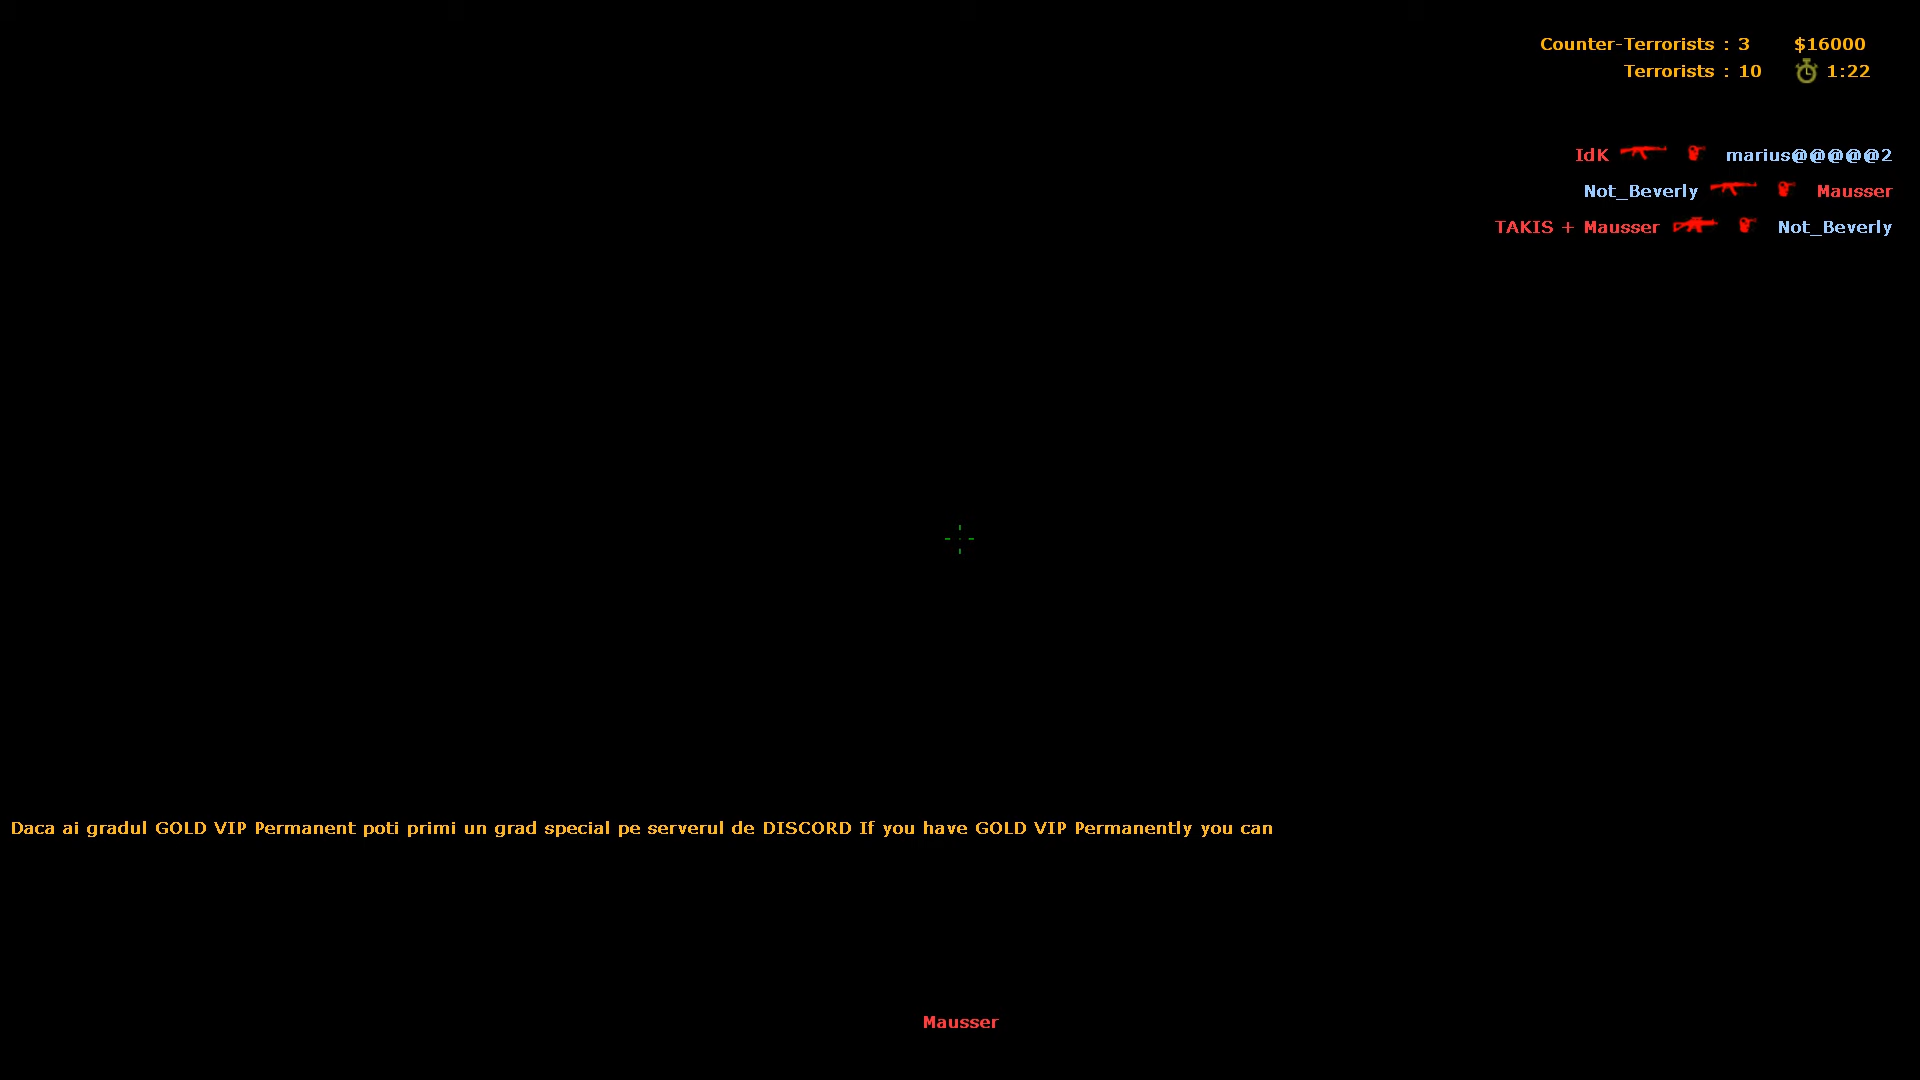 Counter-Terrorists : 3 $16000
Terrorists : 10 1:22
IdK marius@@@@@2
Not_Beverly Mausser
TAKIS + Mausser Not_Beverly
Daca ai gradul GOLD VIP Permanent poti primi un grad special pe serverul de DISCORD If you have GOLD VIP Permanently you can
Mausser